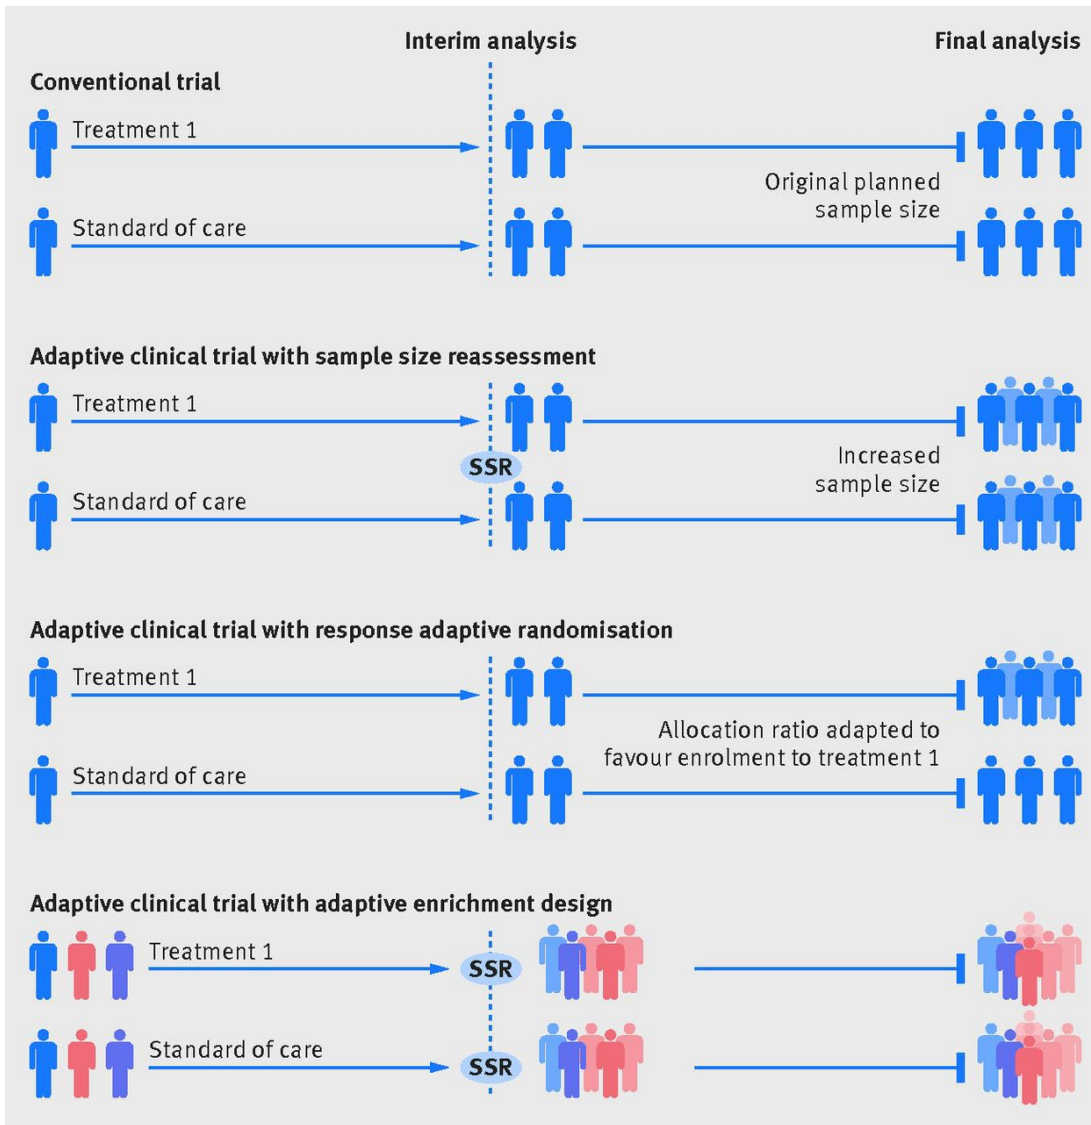 Interim analysis
Final analysis
Conventional trial
Treatment 1
Original planned
sample size
Standard of care
Adaptive clinical trial with sample size reassessment
Treatment 1
SSR
Increased
sample size
Standard of care
Adaptive clinical trial with response adaptive randomisation
Treatment 1
Allocation ratio adapted to
favour enrolment to treatment 1
Standard of care
Adaptive clinical trial with adaptive enrichment design
Treatment 1
SSR
Standard of care
SSR